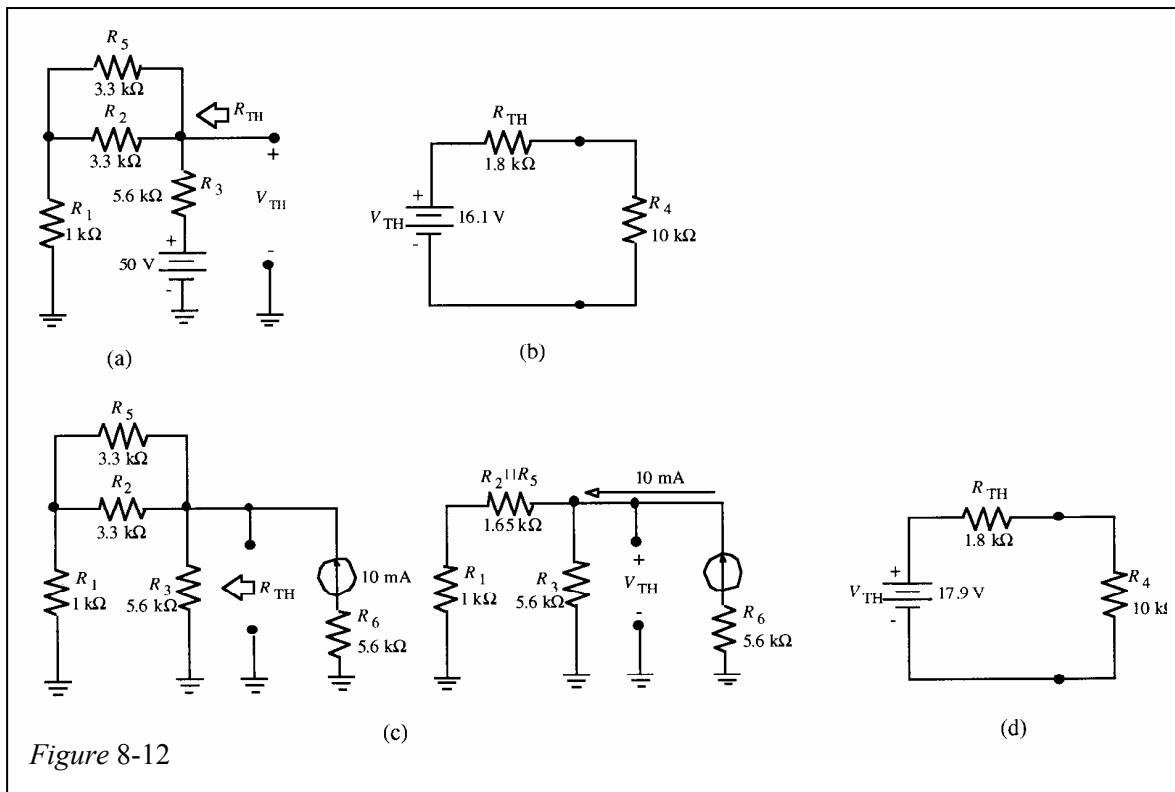 R5
3.3 kΩ
R2
3.3 kΩ
RTH
+
VTH
-
5.6 kΩ
R3
R1
1 kΩ
50 V
+
-
(a)
RTH
1.8 kΩ
+
VTH
16.1 V
-
R4
10 kΩ
(b)
R5
3.3 kΩ
R2
3.3 kΩ
R1
1 kΩ
R3
5.6 kΩ
RTH
10 mA
R6
5.6 kΩ
R2||R5
1.65 kΩ
10 mA
R1
1 kΩ
R3
5.6 kΩ
+
VTH
-
R6
5.6 kΩ
(c)
RTH
1.8 kΩ
+
VTH
17.9 V
-
R4
10 kΩ
(d)
Figure 8-12